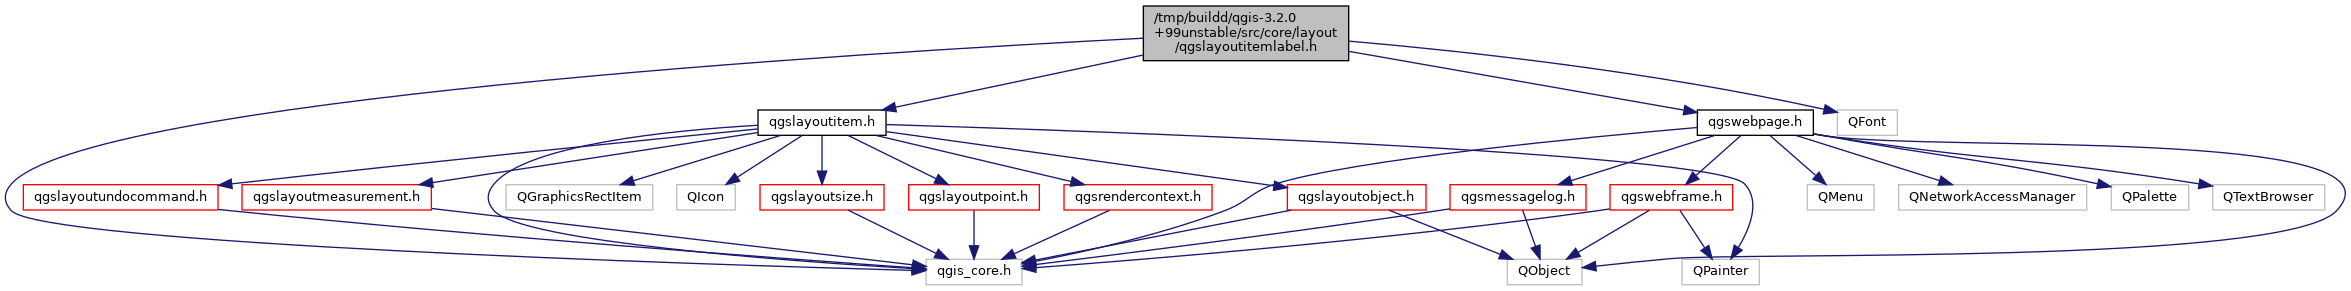 /tmp/buildd/qgis-3.2.0
+99unstable/src/core/layout
/qgslayoutitemlabel.h
qgslayoutitem.h
qgswebpage.h
QFont
qgslayoutundocommand.h
qgslayoutmeasurement.h
QGraphicsRectItem
QIcon
qgslayoutsize.h
qgslayoutpoint.h
qgsrendercontext.h
qgslayoutobject.h
qgsmessagelog.h
qgswebframe.h
QMenu
QNetworkAccessManager
QPalette
QTextBrowser
qgis_core.h
QObject
QPainter